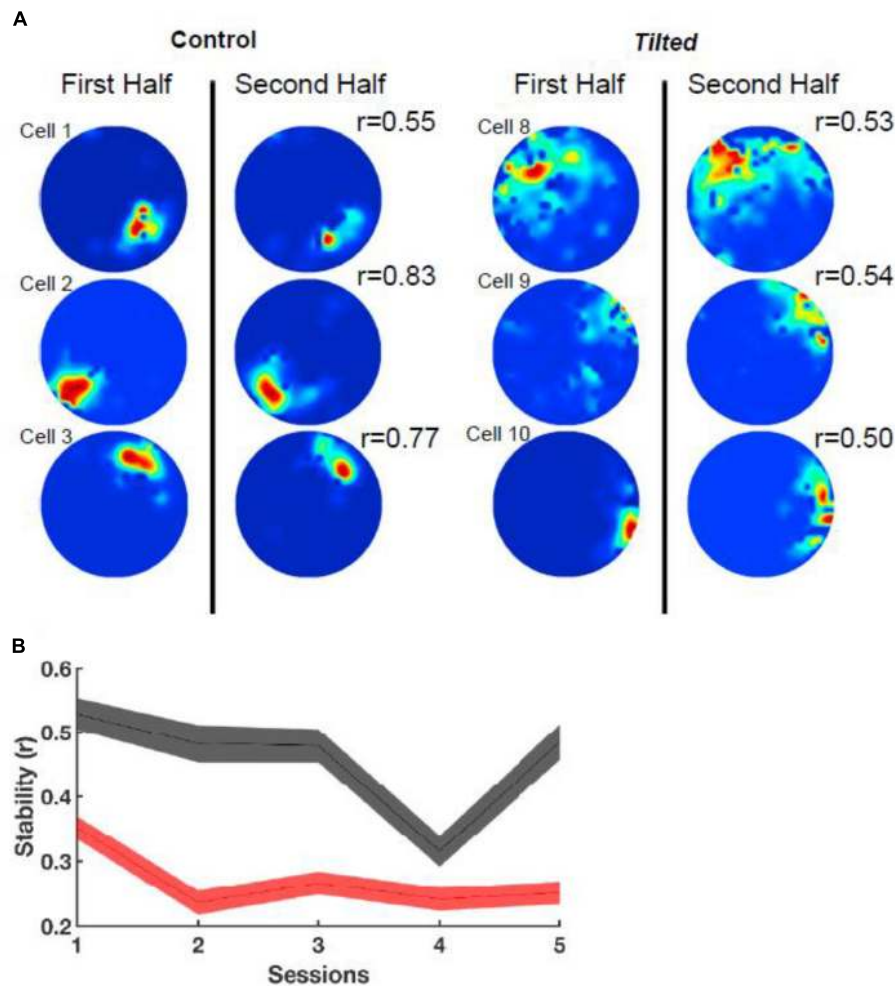 A
Control
Tilted
First Half
Second Half
First Half
Second Half
Cell 1
r=0.55
Cell 8
r=0.53
Cell 2
r=0.83
Cell 9
r=0.54
Cell 3
r=0.77
Cell 10
r=0.50
B
0.6
0.5
0.4
0.3
0.2
Stability (r)
1 2 3 4 5
Sessions